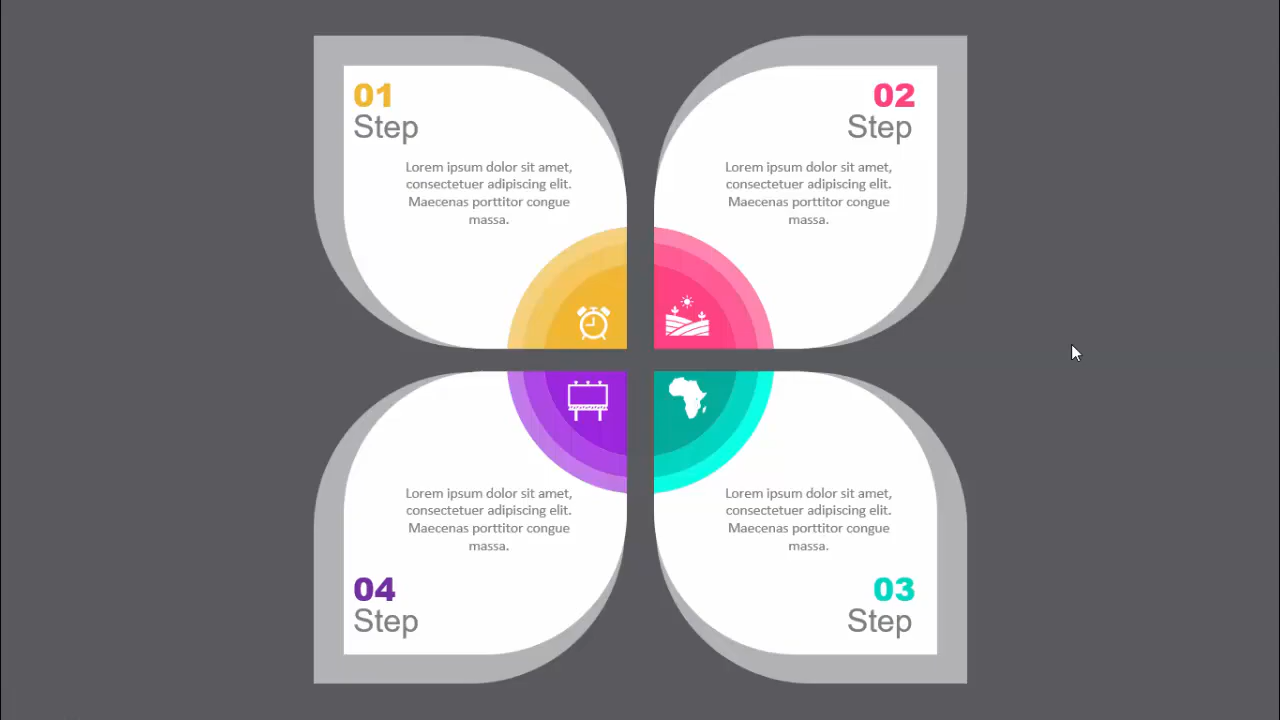 01
Step
Lorem ipsum dolor sit amet,
consectetuer adipiscing elit.
Maecenas porttitor congue
massa.
02
Step
Lorem ipsum dolor sit amet,
consectetuer adipiscing elit.
Maecenas porttitor congue
massa.
Lorem ipsum dolor sit amet,
consectetuer adipiscing elit.
Maecenas porttitor congue
massa.
04
Step
Lorem ipsum dolor sit amet,
consectetuer adipiscing elit.
Maecenas porttitor congue
massa.
03
Step